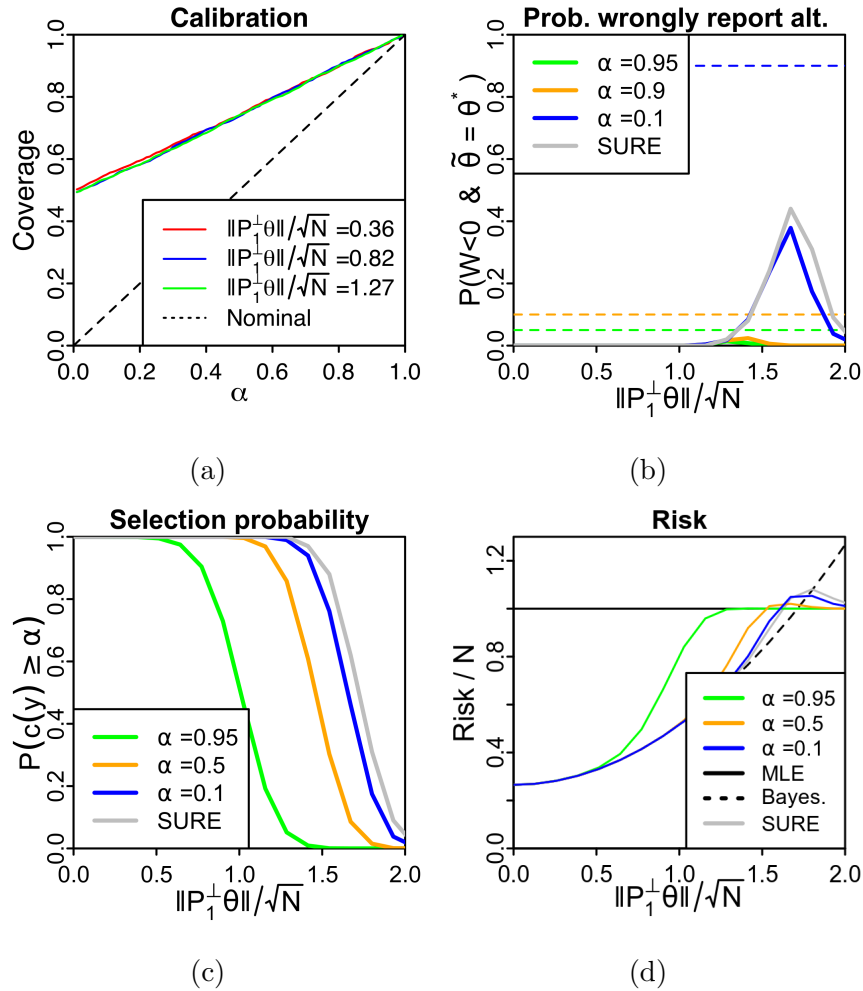 Calibration
Coverage
0.0 0.2 0.4 0.6 0.8 1.0
||P₁^⊥θ||/√N =0.36
||P₁^⊥θ||/√N =0.82
||P₁^⊥θ||/√N =1.27
Nominal
0.0 0.2 0.4 0.6 0.8 1.0
α
(a)
Prob. wrongly report alt.
P(W<0 & θ̃ = θ*)
0.0 0.2 0.4 0.6 0.8 1.0
α =0.95
α =0.9
α =0.1
SURE
0.0 0.5 1.0 1.5 2.0
||P₁^⊥θ||/√N
(b)
Selection probability
P(c(y) ≥ α)
0.0 0.2 0.4 0.6 0.8 1.0
α =0.95
α =0.5
α =0.1
SURE
0.0 0.5 1.0 1.5 2.0
||P₁^⊥θ||/√N
(c)
Risk
Risk / N
0.0 0.4 0.8 1.2
α =0.95
α =0.5
α =0.1
MLE
Bayes.
SURE
0.0 0.5 1.0 1.5 2.0
||P₁^⊥θ||/√N
(d)